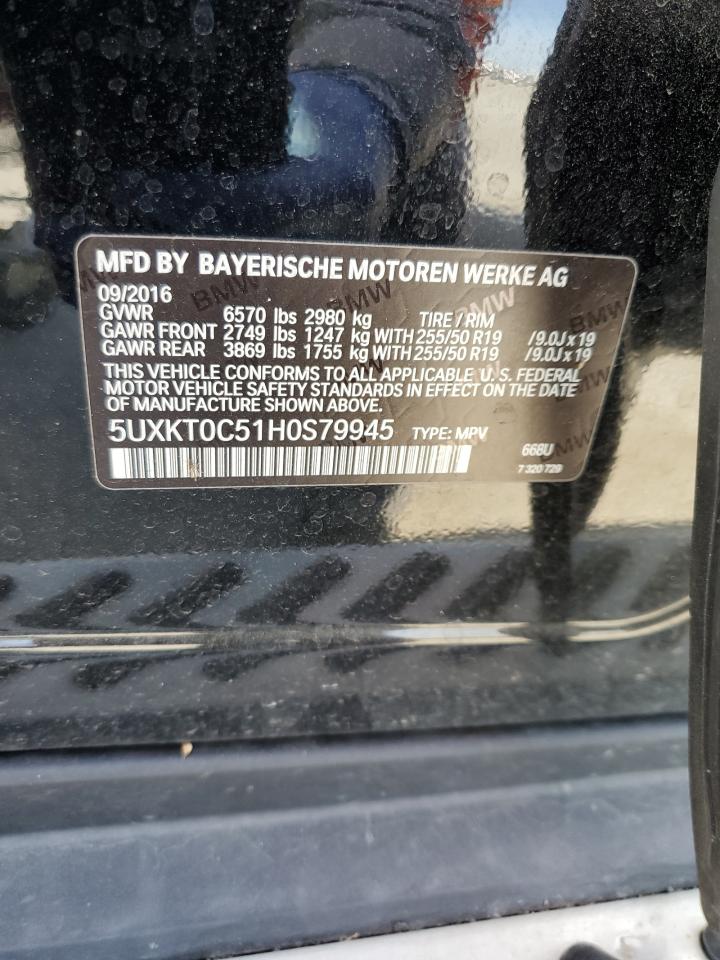 MFD BY BAYERISCHE MOTOREN WERKE AG
09/2016
GVWR 6570 lbs 2980 kg TIRE / RIM
GAWR FRONT 2749 lbs 1247 kg WITH 255/50 R19 /9.0J x 19
GAWR REAR 3869 lbs 1755 kg WITH 255/50 R19 /9.0J x 19
THIS VEHICLE CONFORMS TO ALL APPLICABLE U.S. FEDERAL
MOTOR VEHICLE SAFETY STANDARDS IN EFFECT ON THE DATE
OF MANUFACTURE SHOWN ABOVE.
5UXKT0C51H0S79945 TYPE: MPV
668U
7 320 729